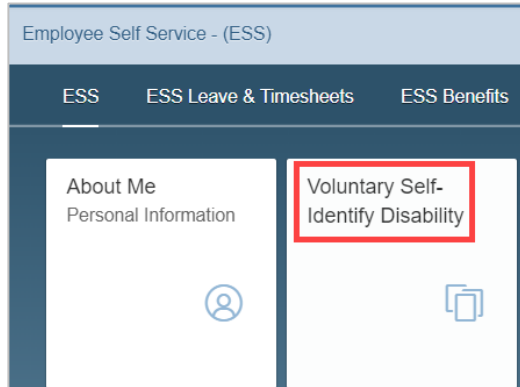 Employee Self Service - (ESS)
ESS ESS Leave & Timesheets ESS Benefits
About Me
Personal Information
Voluntary Self-
Identify Disability